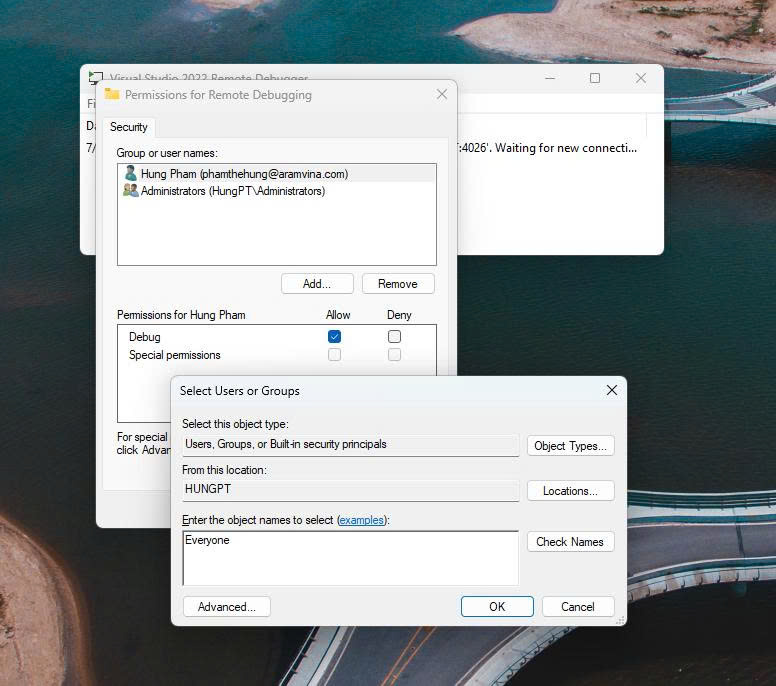 Visual Studio 2022 Remote Debugger
Permissions for Remote Debugging
Security
Group or user names:
Hung Pham (phamthehung@aramvina.com)
Administrators (HungPT\Administrators)
:4026'. Waiting for new connecti...
Add...
Remove
Permissions for Hung Pham
Allow
Deny
Debug
Special permissions
For special
click Advan
Select Users or Groups
Select this object type:
Users, Groups, or Built-in security principals
Object Types...
From this location:
HUNGPT
Locations...
Enter the object names to select (examples):
Everyone
Check Names
Advanced...
OK
Cancel